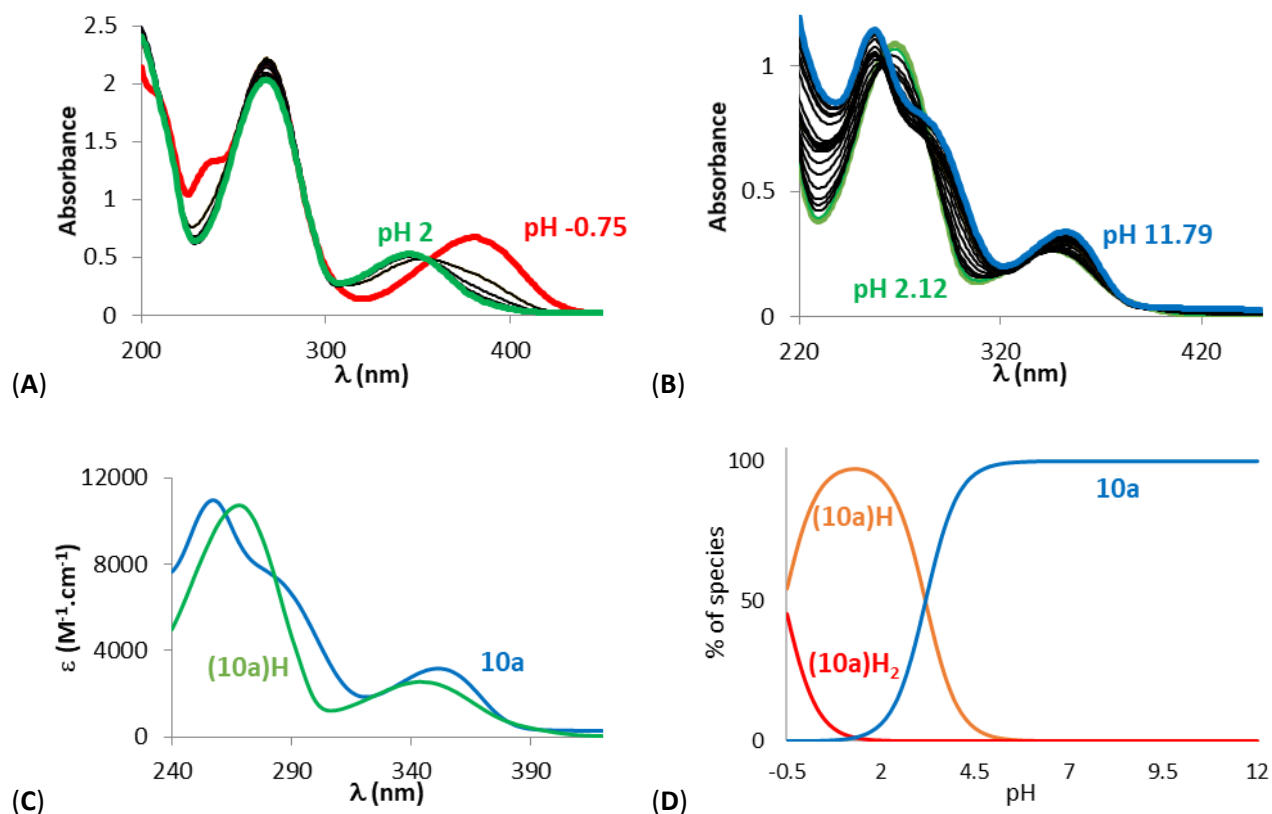 2.5
2
1.5
1
0.5
0
Absorbance
pH 2
pH -0.75
200
300
400
λ (nm)
(A)
1
0.5
0
Absorbance
pH 11.79
pH 2.12
220
320
420
λ (nm)
(B)
12000
8000
4000
0
ε (M⁻¹.cm⁻¹)
10a
(10a)H
240
290
340
390
λ (nm)
(C)
100
50
0
% of species
10a
(10a)H
(10a)H₂
-0.5
2
4.5
7
9.5
12
pH
(D)